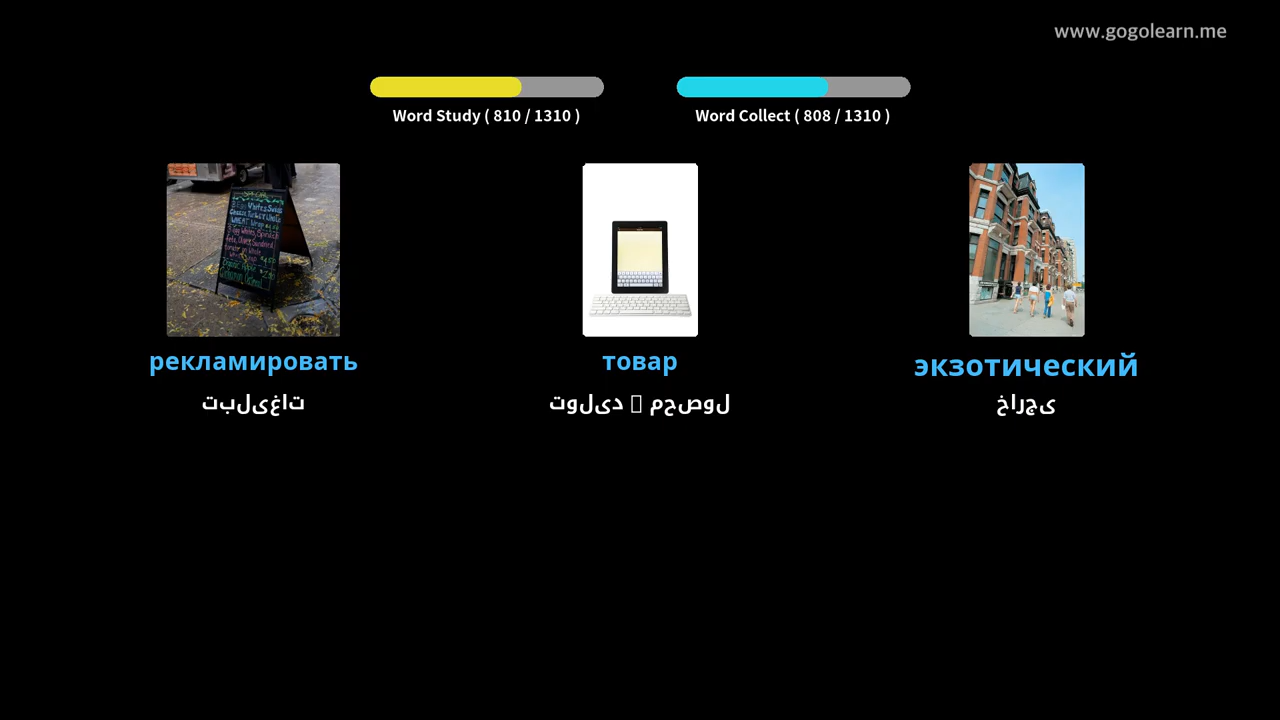 www.gogolearn.me
Word Study ( 810 / 1310 )
Word Collect ( 808 / 1310 )
рекламировать
товар
экзотический
تبلیغات
تولید ، محصول
خارجی